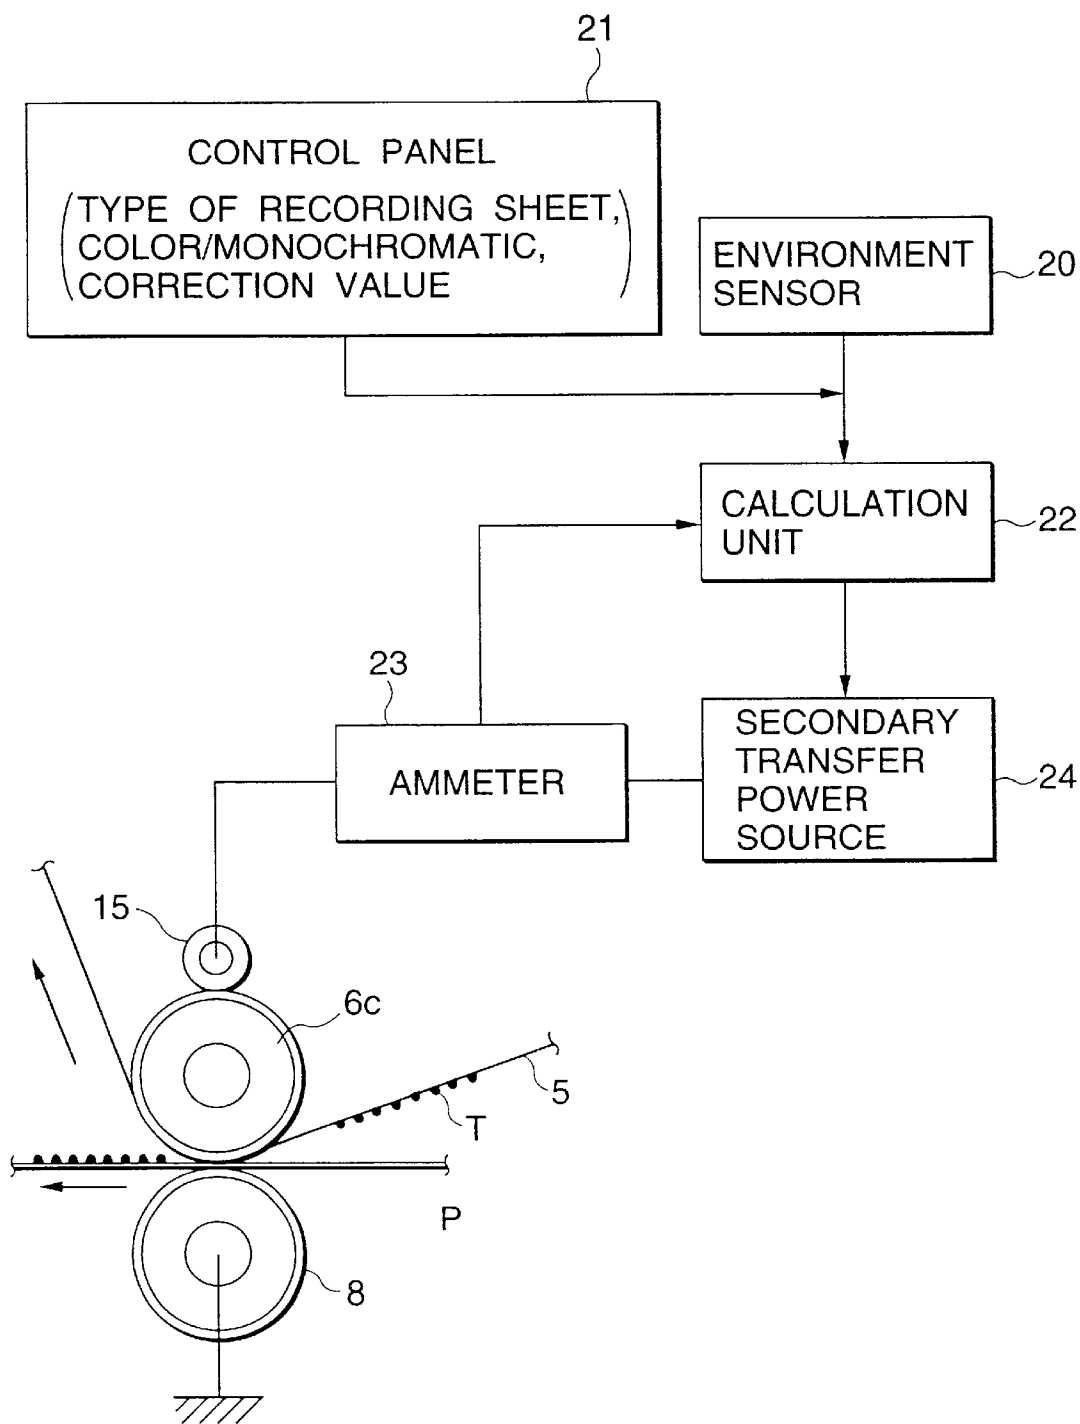 21
CONTROL PANEL
(TYPE OF RECORDING SHEET,
COLOR/MONOCHROMATIC,
CORRECTION VALUE)
ENVIRONMENT
SENSOR
20
CALCULATION
UNIT
22
23
AMMETER
SECONDARY
TRANSFER
POWER
SOURCE
24
15
6c
5
T
P
8